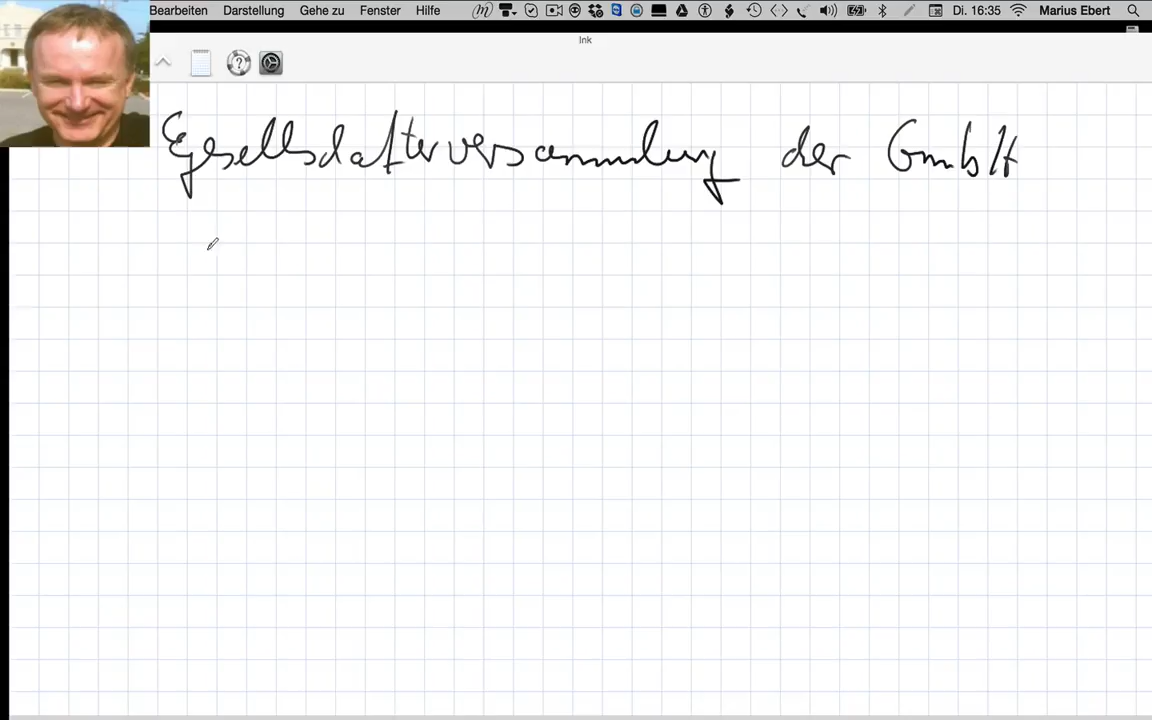 Bearbeiten Darstellung Gehe zu Fenster Hilfe Di. 16:35 Marius Ebert
Ink
Gesellschafterversammlung der GmbH